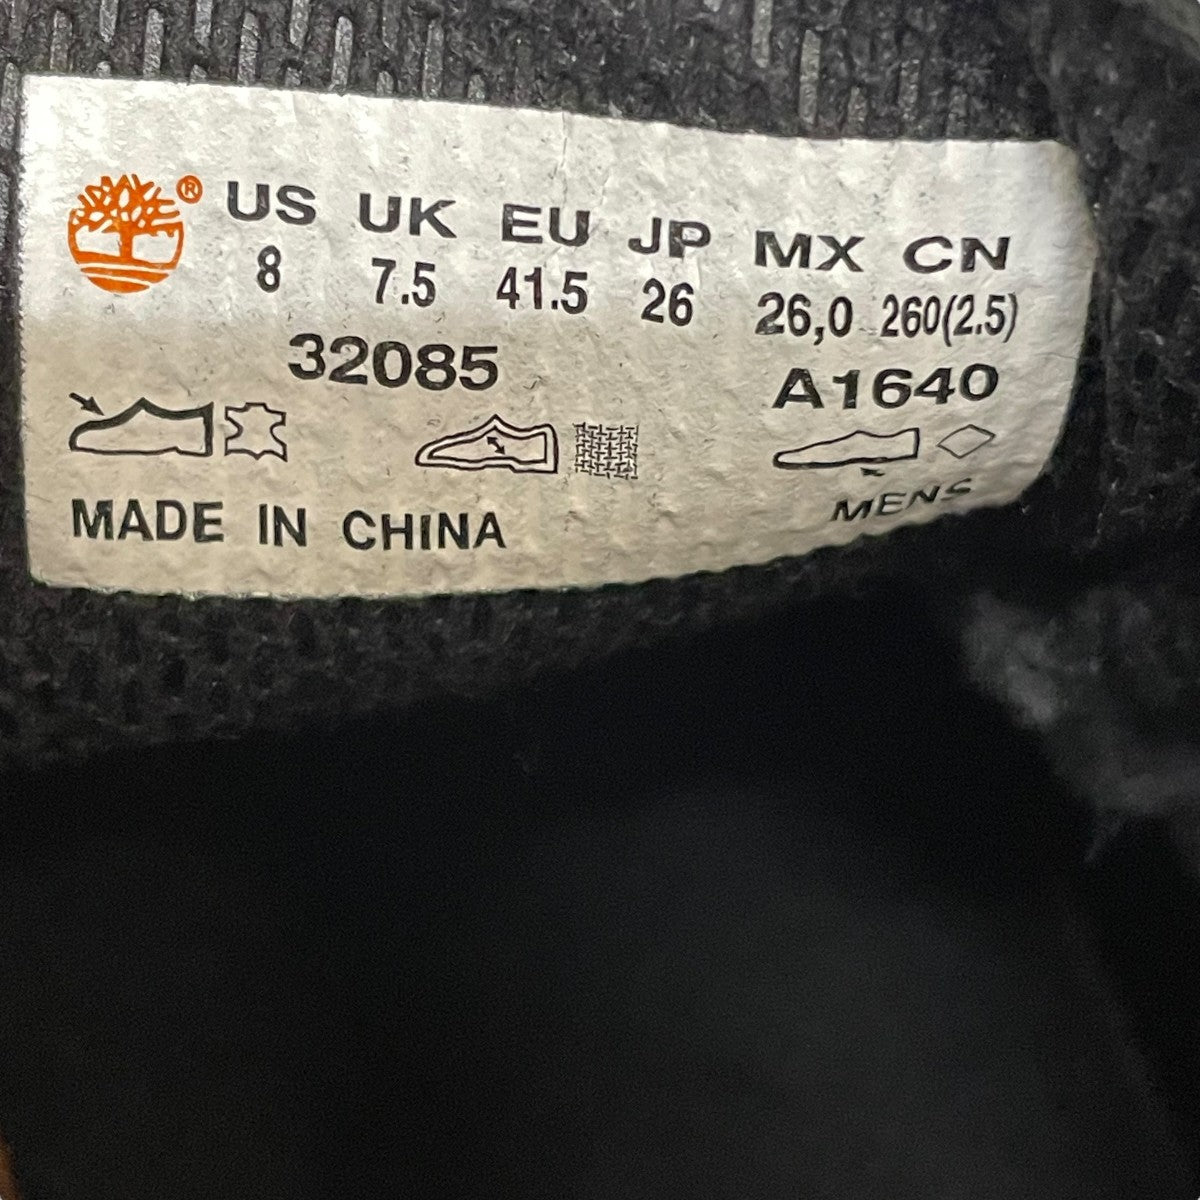 ® US UK EU JP MX CN
8 7.5 41.5 26 26,0 260(2.5)
32085 A1640
MADE IN CHINA MENS